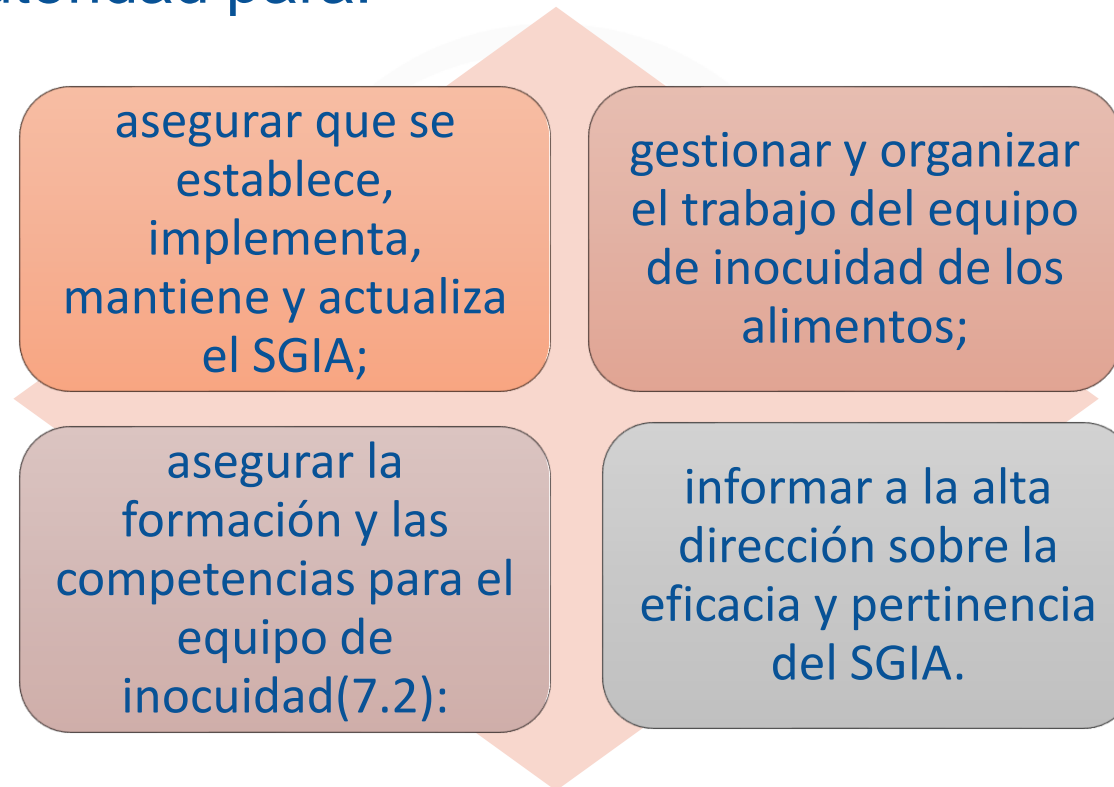 para:
asegurar que se
establece,
implementa,
mantiene y actualiza
el SGIA;
gestionar y organizar
el trabajo del equipo
de inocuidad de los
alimentos;
asegurar la
formación y las
competencias para el
equipo de
inocuidad(7.2):
informar a la alta
dirección sobre la
eficacia y pertinencia
del SGIA.